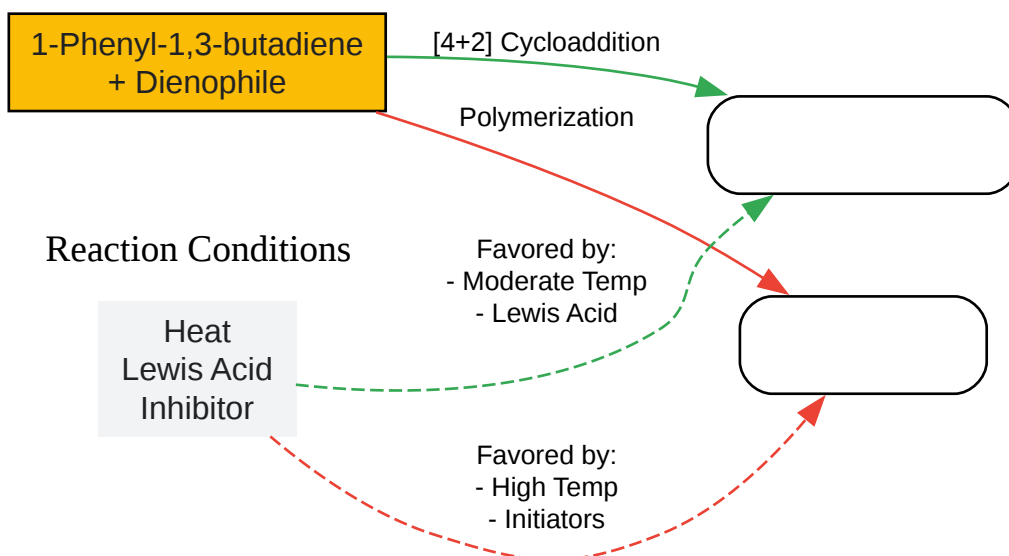 1-Phenyl-1,3-butadiene
+ Dienophile
[4+2] Cycloaddition
Polymerization
Reaction Conditions
Heat
Lewis Acid
Inhibitor
Favored by:
- Moderate Temp
- Lewis Acid
Favored by:
- High Temp
- Initiators